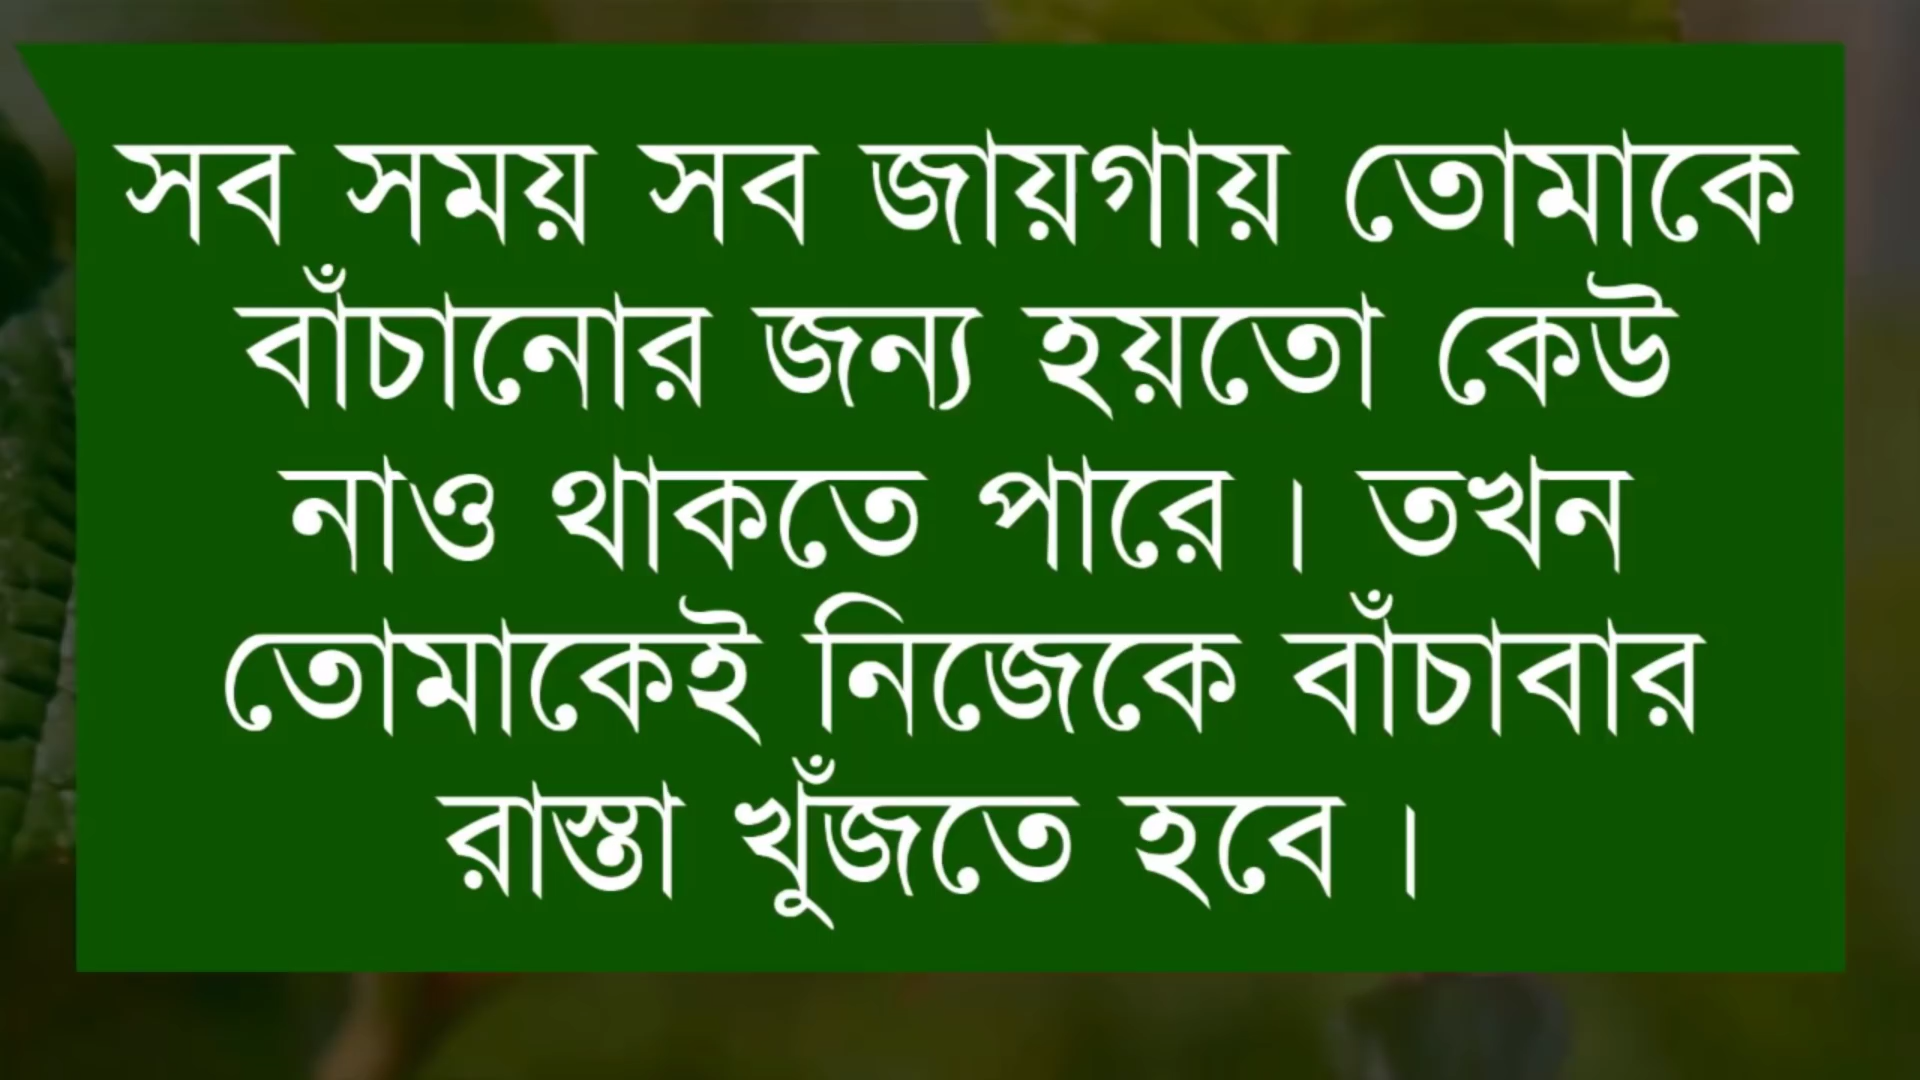 সব সময় সব জায়গায় তোমাকে
বাঁচানোর জন্য হয়তো কেউ
নাও থাকতে পারে। তখন
তোমাকেই নিজেকে বাঁচাবার
রাস্তা খুঁজতে হবে।